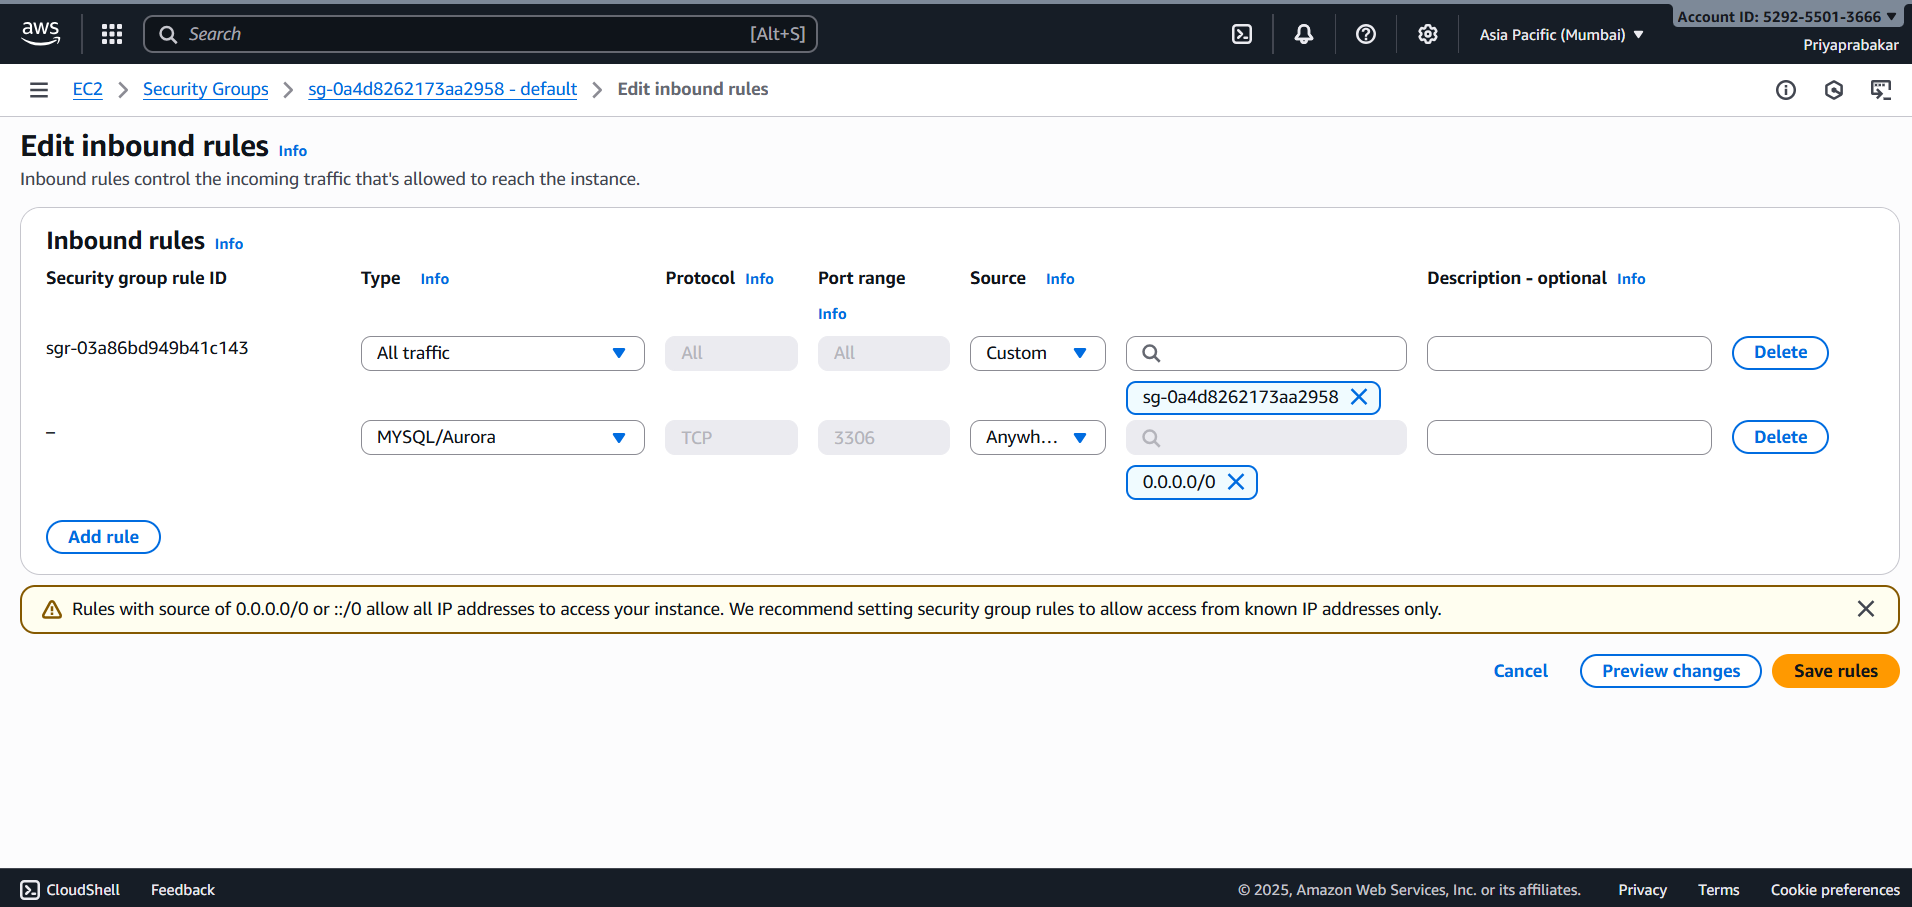 aws
Search [Alt+S]
Asia Pacific (Mumbai)
Account ID: 5292-5501-3666
Priyaprabakar
EC2 Security Groups sg-0a4d8262173aa2958 - default Edit inbound rules
Edit inbound rules Info
Inbound rules control the incoming traffic that's allowed to reach the instance.
Inbound rules Info
Security group rule ID Type Info Protocol Info Port range Source Info Description - optional Info
Info
sgr-03a86bd949b41c143 All traffic All All Custom Delete
sg-0a4d8262173aa2958
– MYSQL/Aurora TCP 3306 Anywh... Delete
0.0.0.0/0
Add rule
Rules with source of 0.0.0.0/0 or ::/0 allow all IP addresses to access your instance. We recommend setting security group rules to allow access from known IP addresses only.
Cancel Preview changes Save rules
CloudShell Feedback © 2025, Amazon Web Services, Inc. or its affiliates. Privacy Terms Cookie preferences